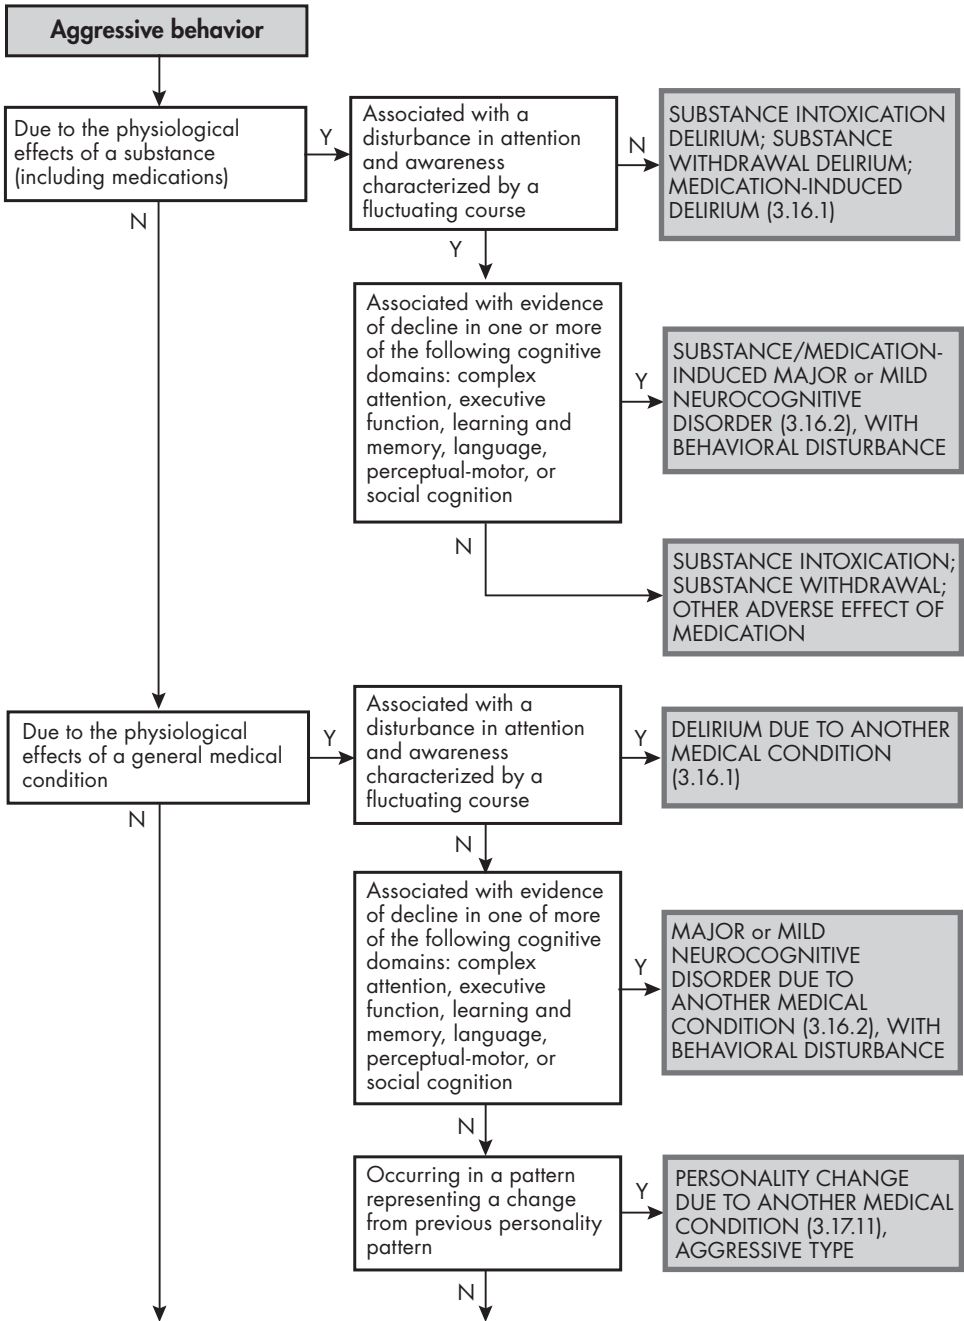 Aggressive behavior
Due to the physiological
effects of a substance
(including medications)
Y
N
Associated with a
disturbance in attention
and awareness
characterized by a
fluctuating course
N
Y
SUBSTANCE INTOXICATION
DELIRIUM; SUBSTANCE
WITHDRAWAL DELIRIUM;
MEDICATION-INDUCED
DELIRIUM (3.16.1)
Associated with evidence
of decline in one or more
of the following cognitive
domains: complex
attention, executive
function, learning and
memory, language,
perceptual-motor, or
social cognition
Y
N
SUBSTANCE/MEDICATION-
INDUCED MAJOR or MILD
NEUROCOGNITIVE
DISORDER (3.16.2), WITH
BEHAVIORAL DISTURBANCE
SUBSTANCE INTOXICATION;
SUBSTANCE WITHDRAWAL;
OTHER ADVERSE EFFECT OF
MEDICATION
Due to the physiological
effects of a general medical
condition
Y
N
Associated with a
disturbance in attention
and awareness
characterized by a
fluctuating course
Y
N
DELIRIUM DUE TO ANOTHER
MEDICAL CONDITION
(3.16.1)
Associated with evidence
of decline in one of more
of the following cognitive
domains: complex
attention, executive
function, learning and
memory, language,
perceptual-motor, or
social cognition
Y
N
MAJOR or MILD
NEUROCOGNITIVE
DISORDER DUE TO
ANOTHER MEDICAL
CONDITION (3.16.2), WITH
BEHAVIORAL DISTURBANCE
Occurring in a pattern
representing a change
from previous personality
pattern
Y
N
PERSONALITY CHANGE
DUE TO ANOTHER MEDICAL
CONDITION (3.17.11),
AGGRESSIVE TYPE